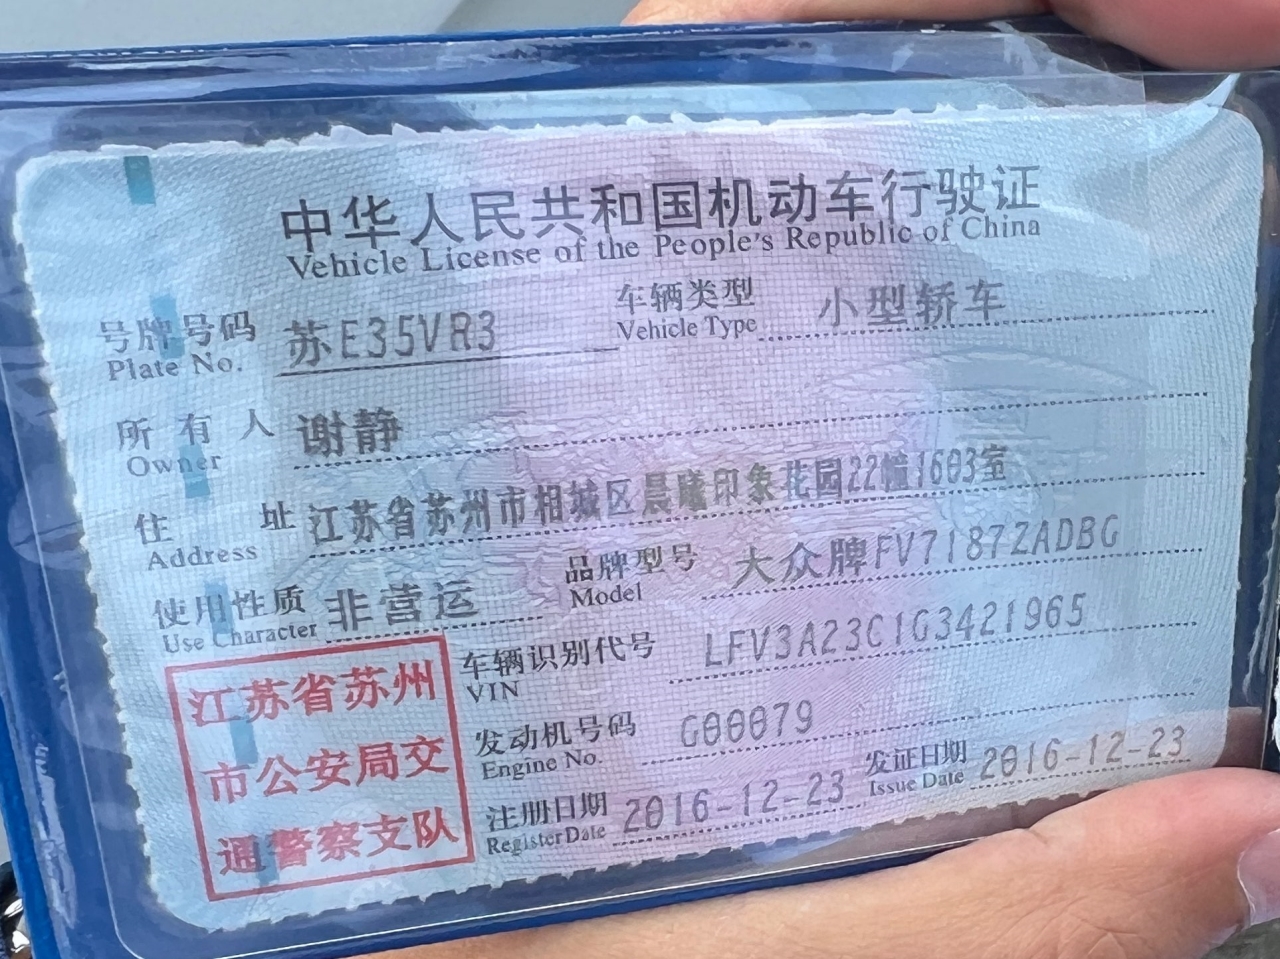 中华人民共和国机动车行驶证
Vehicle License of the People's Republic of China
号牌号码 苏E35VR3 车辆类型 小型轿车
Plate No. Vehicle Type
所有人 谢静
Owner
住址 江苏省苏州市相城区晨曦印象花园22幢1603室
Address
使用性质 非营运 品牌型号 大众牌FV7187ZADBG
Use Character Model
车辆识别代号 LFV3A23C1G3421965
VIN
发动机号码 G00079
Engine No.
注册日期 2016-12-23 发证日期 2016-12-23
Register Date Issue Date
江苏省苏州
市公安局交
通警察支队